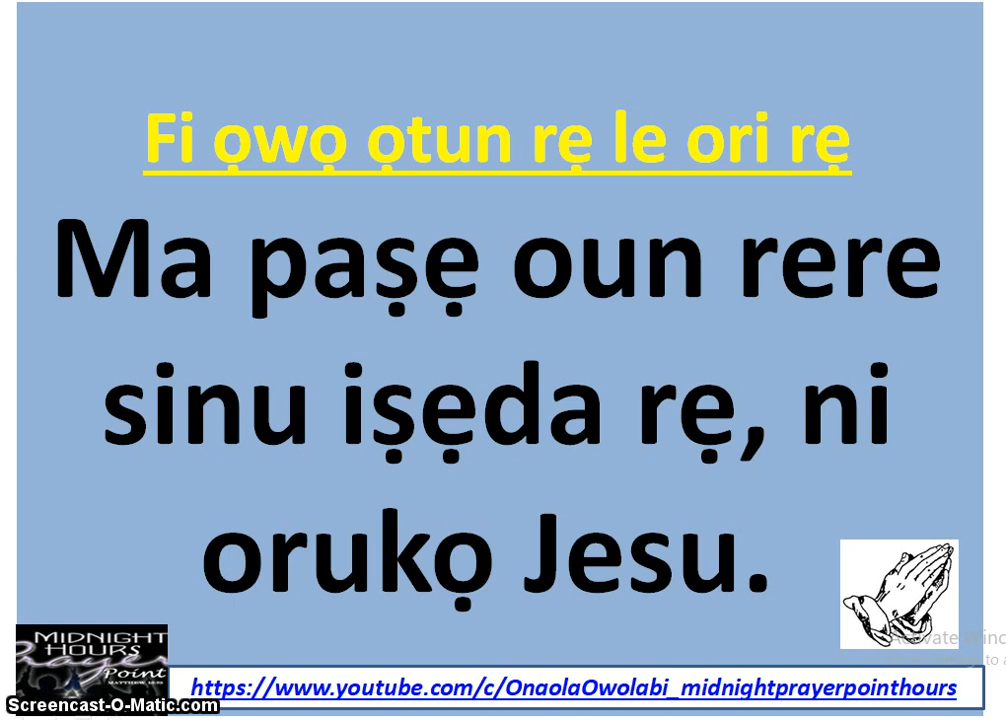 Fi ọwọ ọtun rẹ le ori rẹ
Ma paṣẹ oun rere
sinu iṣẹda rẹ, ni
orukọ Jesu.
MIDNIGHT
HOURS
Prayer
Point
https://www.youtube.com/c/OnaolaOwolabi_midnightprayerpointhours
Screencast-O-Matic.com